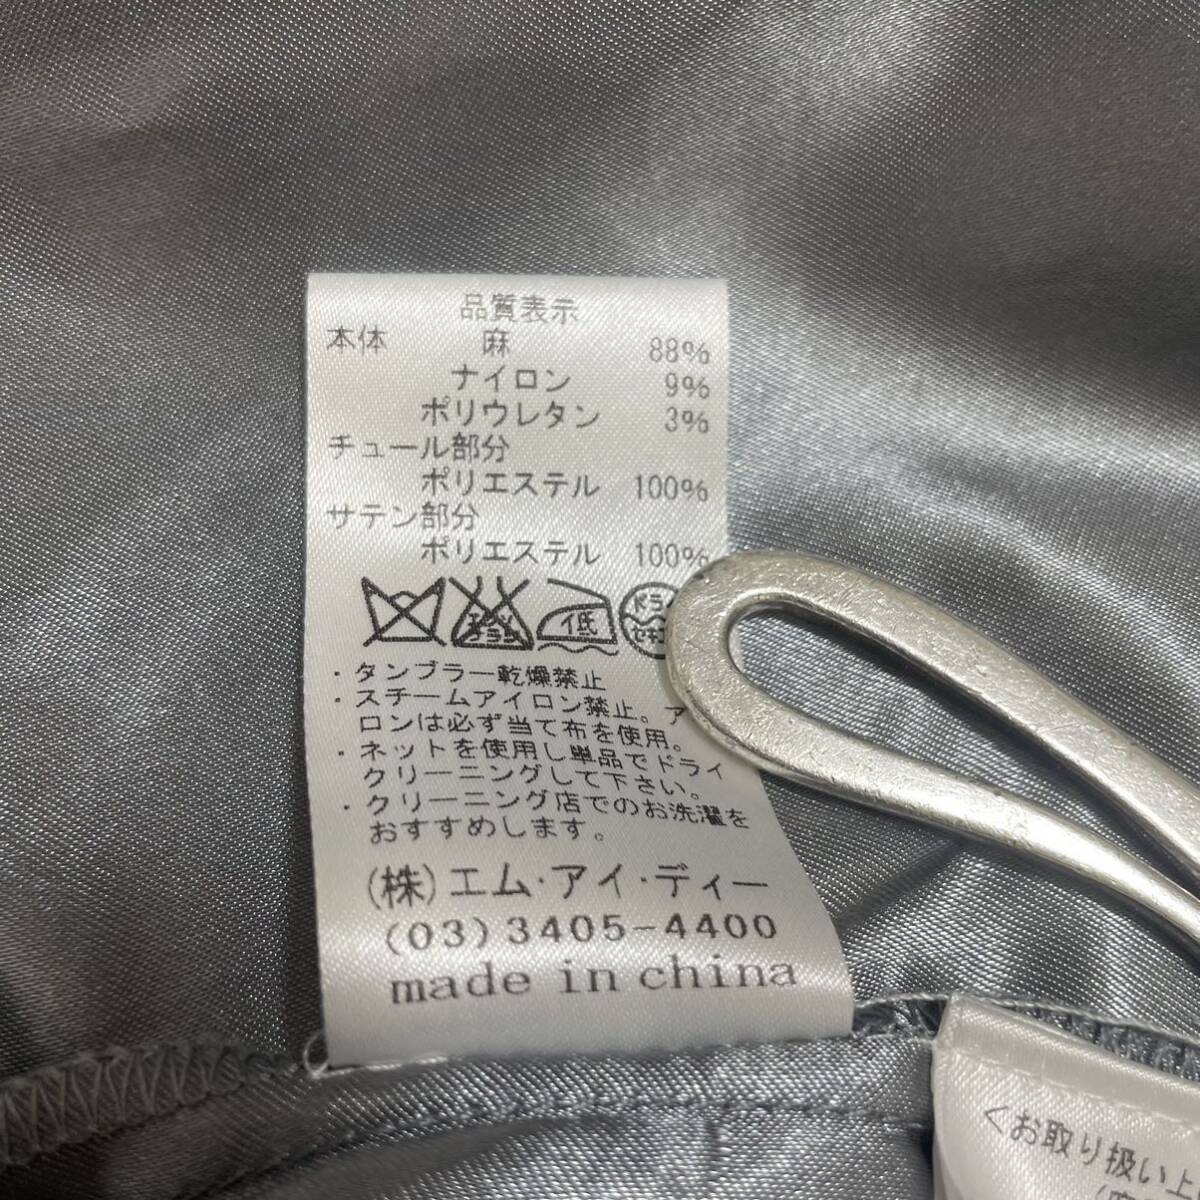 品質表示
本体 麻 88%
ナイロン 9%
ポリウレタン 3%
チュール部分
ポリエステル 100%
サテン部分
ポリエステル 100%
低 ドラ
セキ
・タンブラー乾燥禁止
・スチームアイロン禁止。ア
ロンは必ず当て布を使用。
・ネットを使用し単品でドライ
クリーニングして下さい。
・クリーニング店でのお洗濯を
おすすめします。
(株)エム・アイ・ディー
(03)3405-4400
made in china
<お取り扱い上